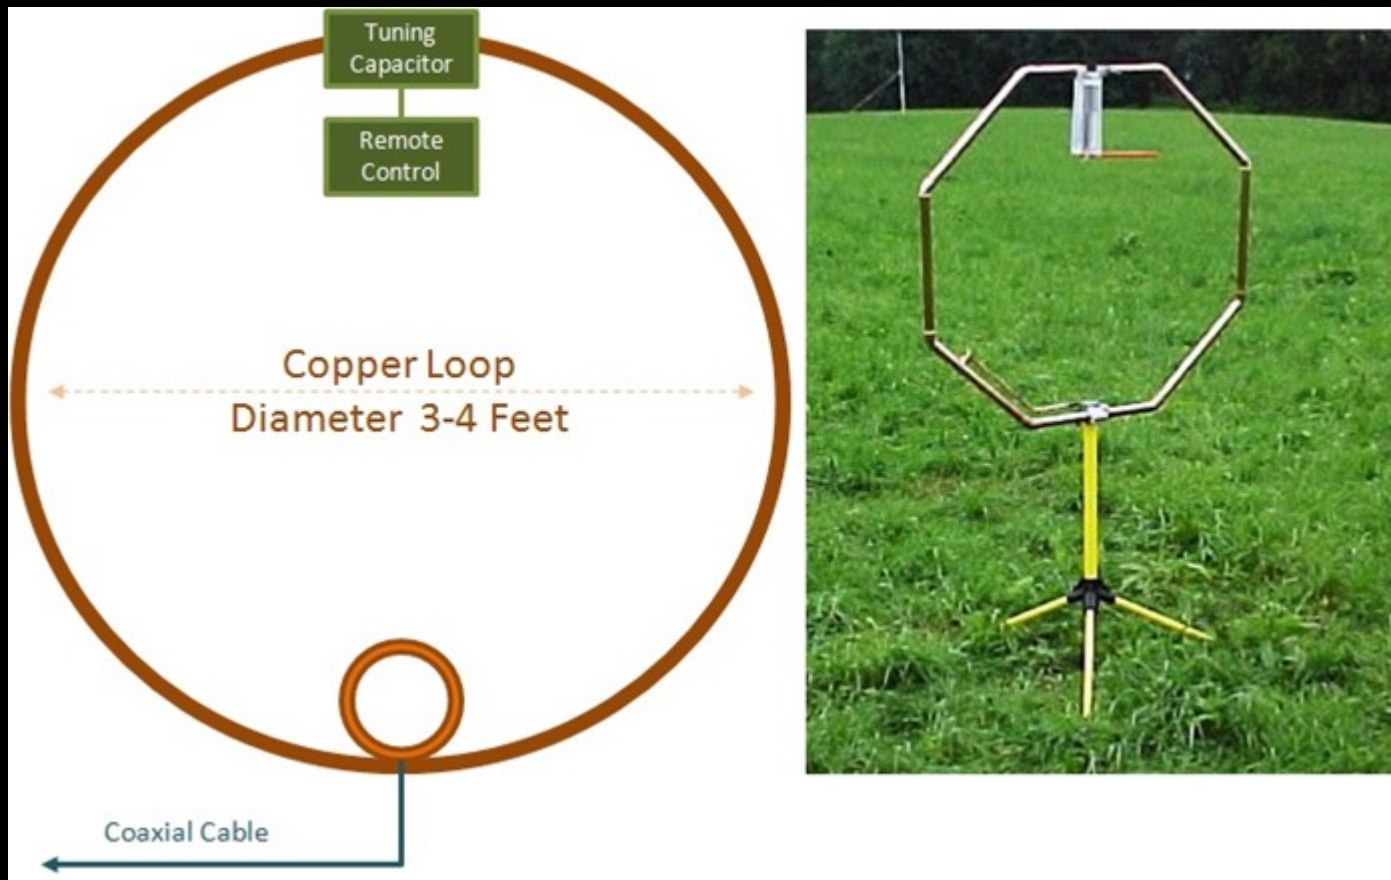 Tuning
Capacitor
Remote
Control
Copper Loop
Diameter 3-4 Feet
Coaxial Cable